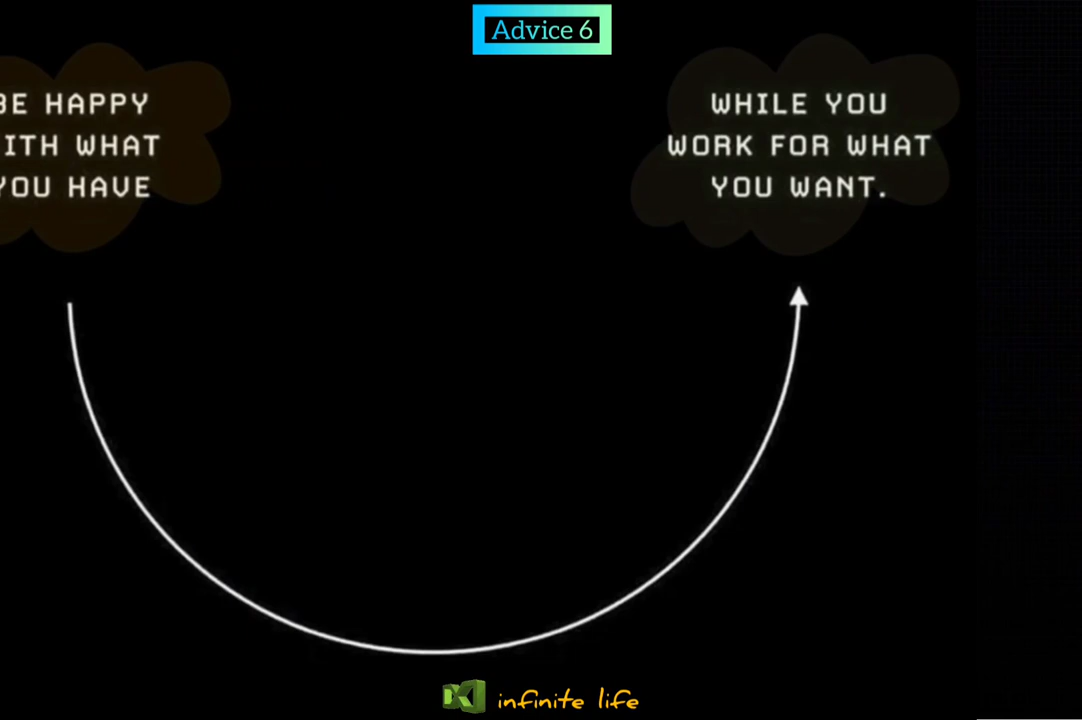 Advice 6
BE HAPPY
ITH WHAT
YOU HAVE
WHILE YOU
WORK FOR WHAT
YOU WANT.
infinite life